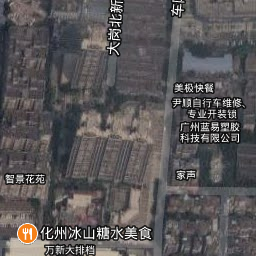 大岗北新
车
美极快餐
尹顺自行车维修、
专业开装锁
广州蓝易塑胶
科技有限公司
智景花苑
家声
化州冰山糖水美食
万新大排档